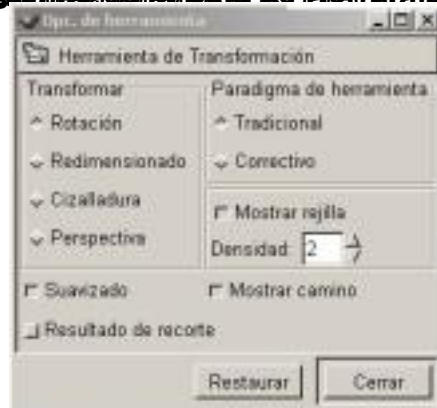 Opc. de herramienta
Herramienta de Transformación
Transformar
Paradigma de herramienta
Rotación
Tradicional
Redimensionado
Correctivo
Cizalladura
Mostrar rejilla
Perspectiva
Densidad: 2
Suavizado
Mostrar camino
Resultado de recorte
Restaurar
Cerrar